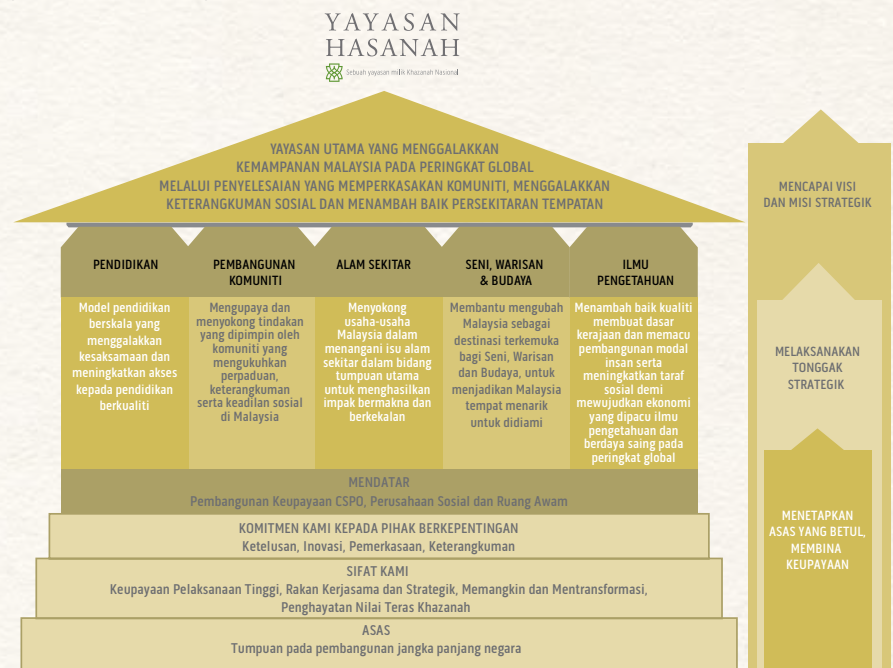 YAYASAN
HASANAH
Sebuah yayasan milik Khazanah Nasional
YAYASAN UTAMA YANG MENGGALAKKAN
KEMAMPANAN MALAYSIA PADA PERINGKAT GLOBAL
MELALUI PENYELESAIAN YANG MEMPERKASAKAN KOMUNITI, MENGGALAKKAN
KETERANGKUMAN SOSIAL DAN MENAMBAH BAIK PERSEKITARAN TEMPATAN
PENDIDIKAN
Model pendidikan
berskala yang
menggalakkan
kesaksamaan dan
meningkatkan akses
kepada pendidikan
berkualiti
PEMBANGUNAN
KOMUNITI
Mengupaya dan
menyokong tindakan
yang dipimpin oleh
komuniti yang
mengukuhkan
perpaduan,
keterangkuman
serta keadilan sosial
di Malaysia
ALAM SEKITAR
Menyokong
usaha-usaha
Malaysia dalam
menangani isu alam
sekitar dalam bidang
tumpuan utama
untuk menghasilkan
impak bermakna dan
berkekalan
SENI, WARISAN
& BUDAYA
Membantu mengubah
Malaysia sebagai
destinasi terkemuka
bagi Seni, Warisan
dan Budaya, untuk
menjadikan Malaysia
tempat menarik
untuk didiami
ILMU
PENGETAHUAN
Menambah baik kualiti
membuat dasar
kerajaan dan memacu
pembangunan modal
insan serta
meningkatkan taraf
sosial demi
mewujudkan ekonomi
yang dipacu ilmu
pengetahuan dan
berdaya saing pada
peringkat global
MENDATAR
Pembangunan Keupayaan CSPO, Perusahaan Sosial dan Ruang Awam
KOMITMEN KAMI KEPADA PIHAK BERKEPENTINGAN
Ketelusan, Inovasi, Pemerkasaan, Keterangkuman
SIFAT KAMI
Keupayaan Pelaksanaan Tinggi, Rakan Kerjasama dan Strategik, Memangkin dan Mentransformasi,
Penghayatan Nilai Teras Khazanah
ASAS
Tumpuan pada pembangunan jangka panjang negara
MENCAPAI VISI
DAN MISI STRATEGIK
MELAKSANAKAN
TONGGAK
STRATEGIK
MENETAPKAN
ASAS YANG BETUL,
MEMBINA
KEUPAYAAN